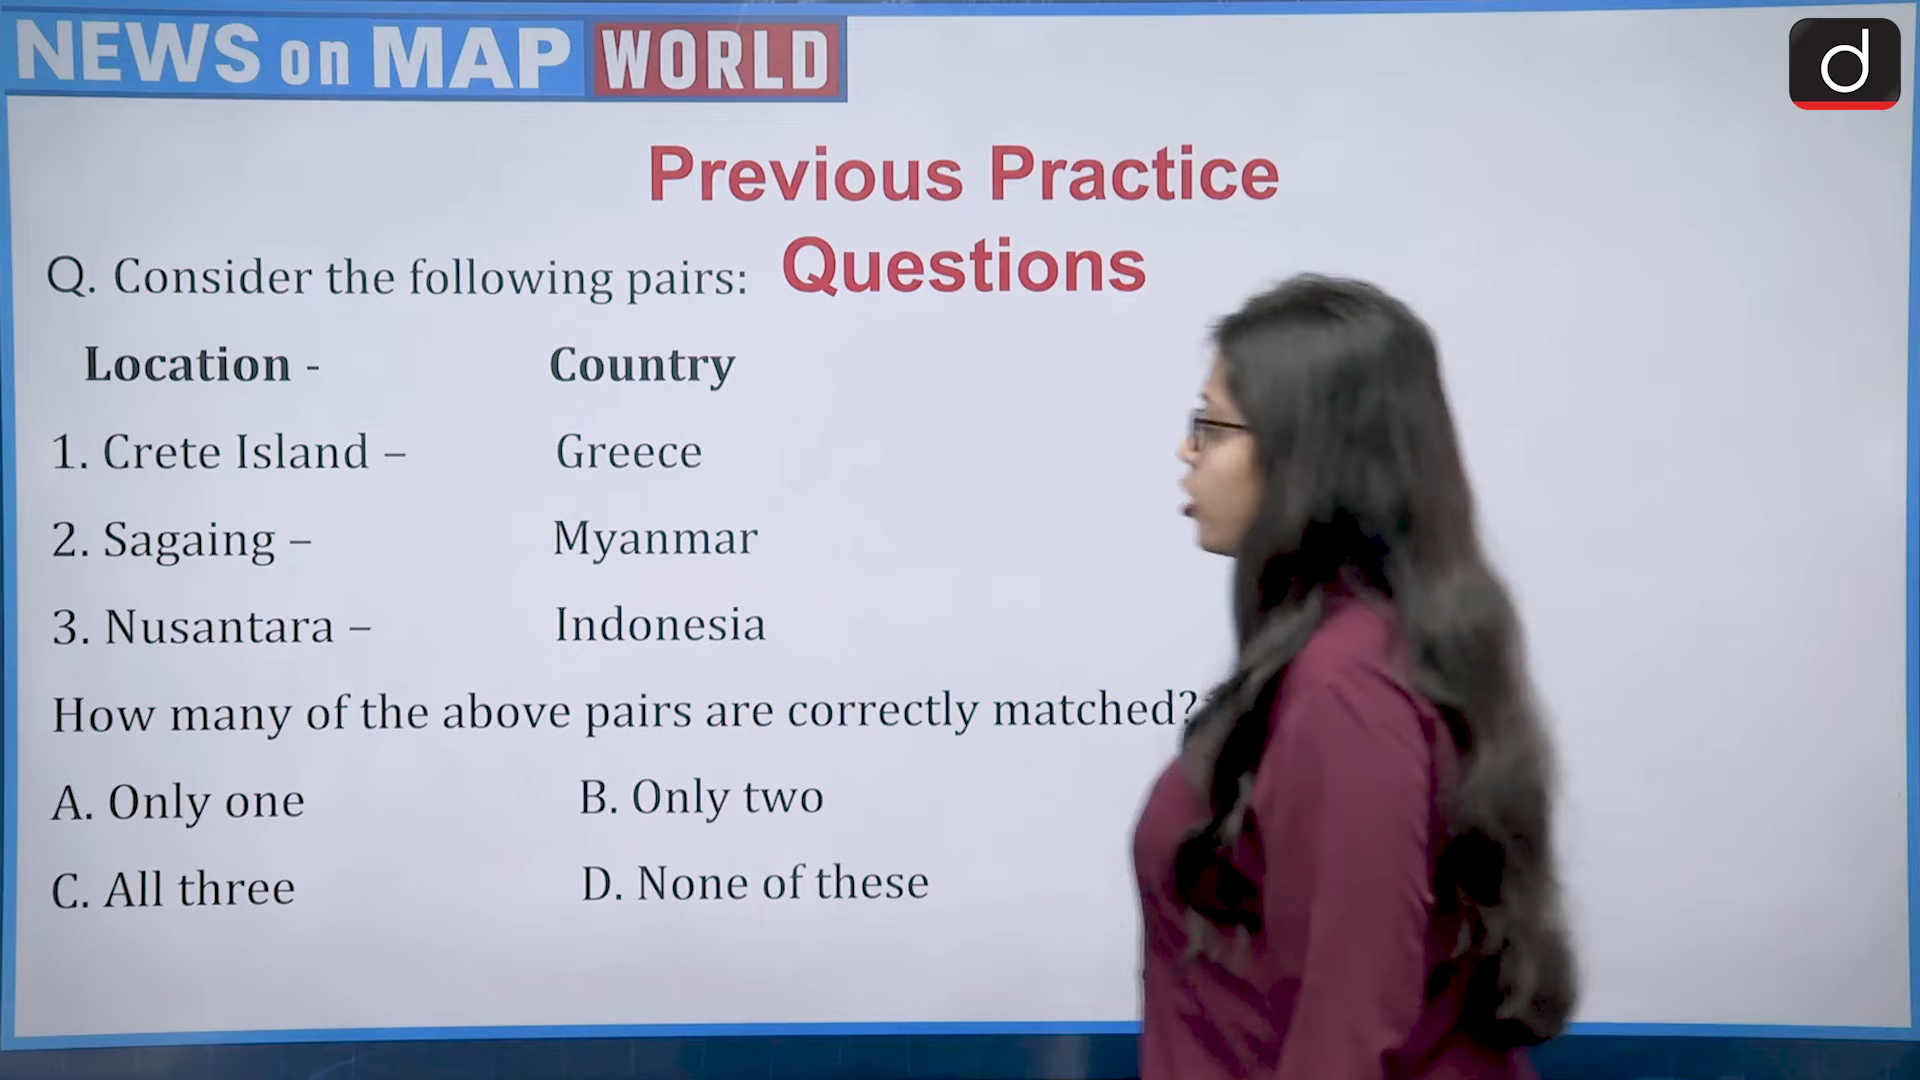 NEWS on MAP WORLD
d
Previous Practice
Questions
Q. Consider the following pairs:
Location - Country
1. Crete Island – Greece
2. Sagaing – Myanmar
3. Nusantara – Indonesia
How many of the above pairs are correctly matched?
A. Only one B. Only two
C. All three D. None of these